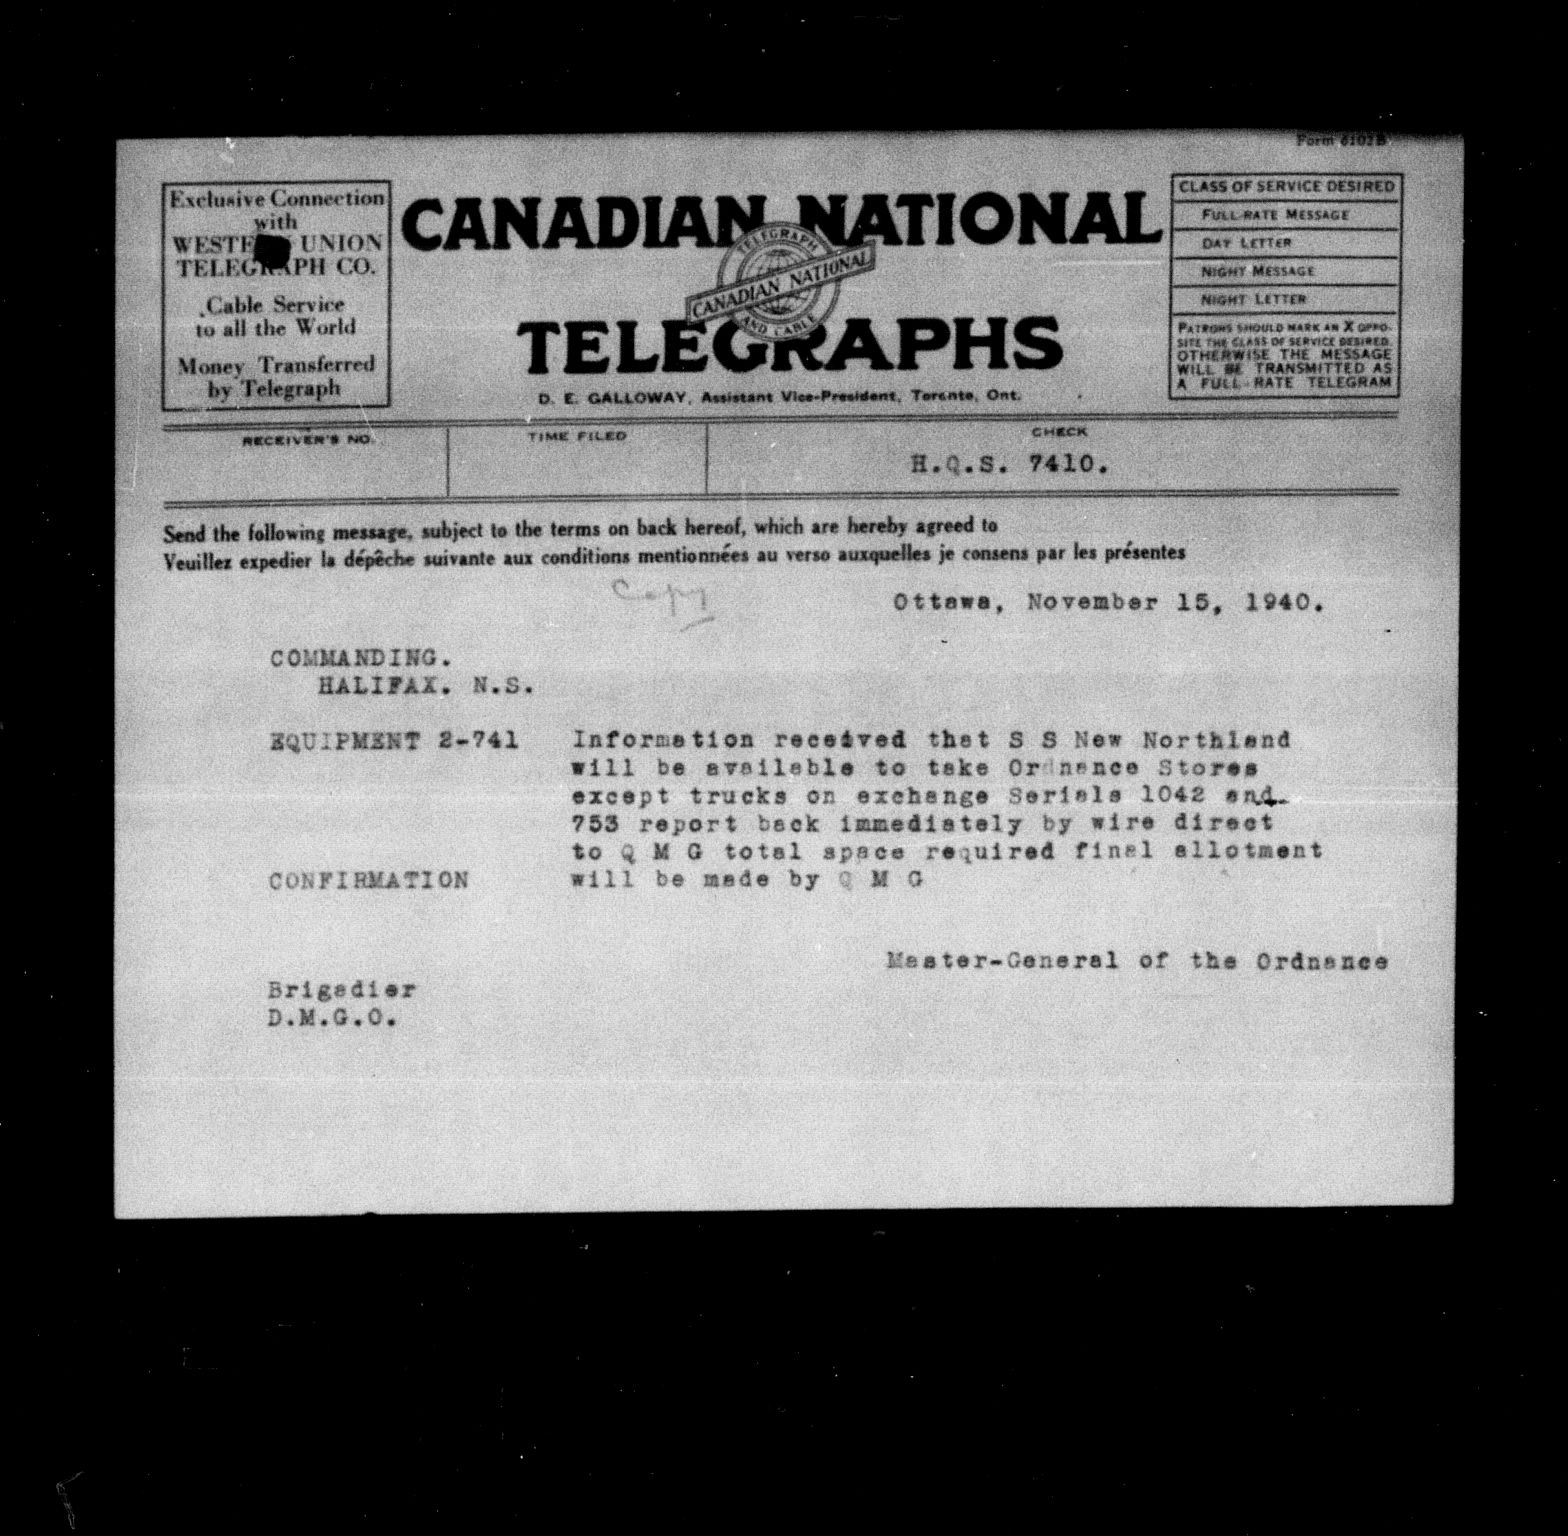 Form 6102B
Exclusive Connection
with
WESTE UNION
TELEGRAPH CO.
Cable Service
to all the World
Money Transferred
by Telegraph
CANADIAN NATIONAL
TELEGRAPH
CANADIAN NATIONAL
AND CABLE
TELEGRAPHS
D. E. GALLOWAY, Assistant Vice-President, Toronto, Ont.
CLASS OF SERVICE DESIRED
FULL-RATE MESSAGE
DAY LETTER
NIGHT MESSAGE
NIGHT LETTER
PATRONS SHOULD MARK AN X OPPO-
SITE THE CLASS OF SERVICE DESIRED.
OTHERWISE THE MESSAGE
WILL BE TRANSMITTED AS
A FULL-RATE TELEGRAM
RECEIVER'S NO.
TIME FILED
CHECK
H.Q.S. 7410.
Send the following message, subject to the terms on back hereof, which are hereby agreed to
Veuillez expedier la dépêche suivante aux conditions mentionnées au verso auxquelles je consens par les présentes
Copy
Ottawa, November 15, 1940.
COMMANDING.
HALIFAX. N.S.
EQUIPMENT 2-741 Information received that S S New Northland
will be available to take Ordnance Stores
except trucks on exchange Serials 1042 and
753 report back immediately by wire direct
to Q M G total space required final allotment
CONFIRMATION will be made by Q M G
Master-General of the Ordnance
Brigadier
D.M.G.O.